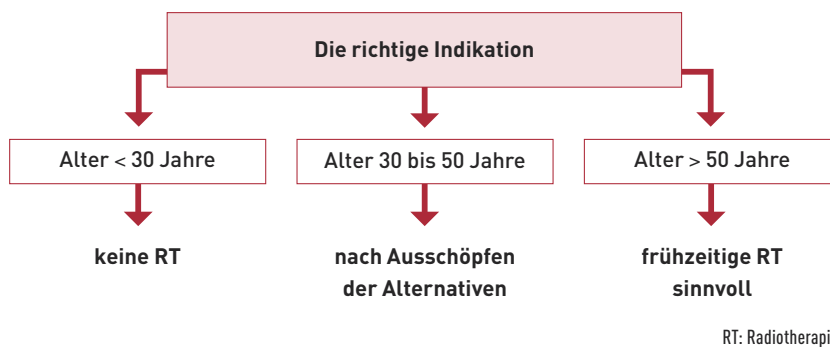 Die richtige Indikation
Alter < 30 Jahre
Alter 30 bis 50 Jahre
Alter > 50 Jahre
keine RT
nach Ausschöpfen
der Alternativen
frühzeitige RT
sinnvoll
RT: Radiotherapi